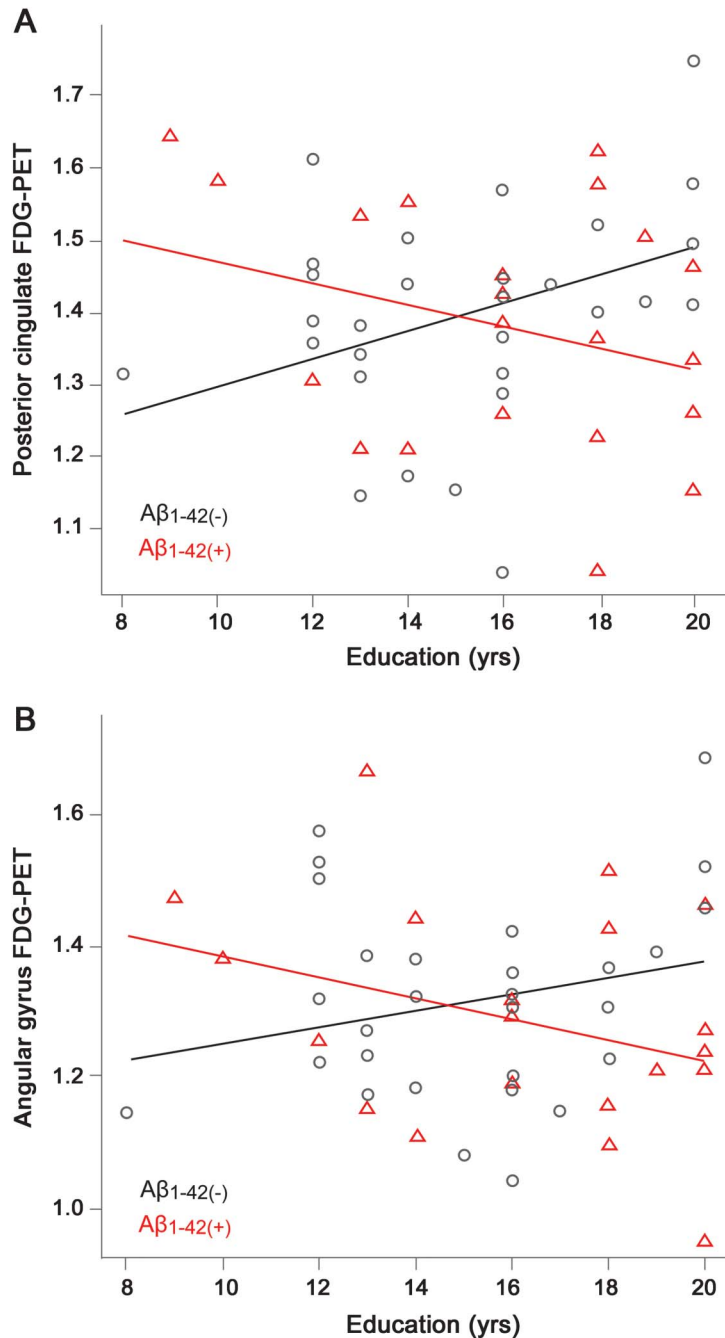 A
Posterior cingulate FDG-PET
1.7
1.6
1.5
1.4
1.3
1.2
1.1
Aβ1-42(-)
Aβ1-42(+)
8 10 12 14 16 18 20
Education (yrs)
B
Angular gyrus FDG-PET
1.6
1.4
1.2
1.0
Aβ1-42(-)
Aβ1-42(+)
8 10 12 14 16 18 20
Education (yrs)